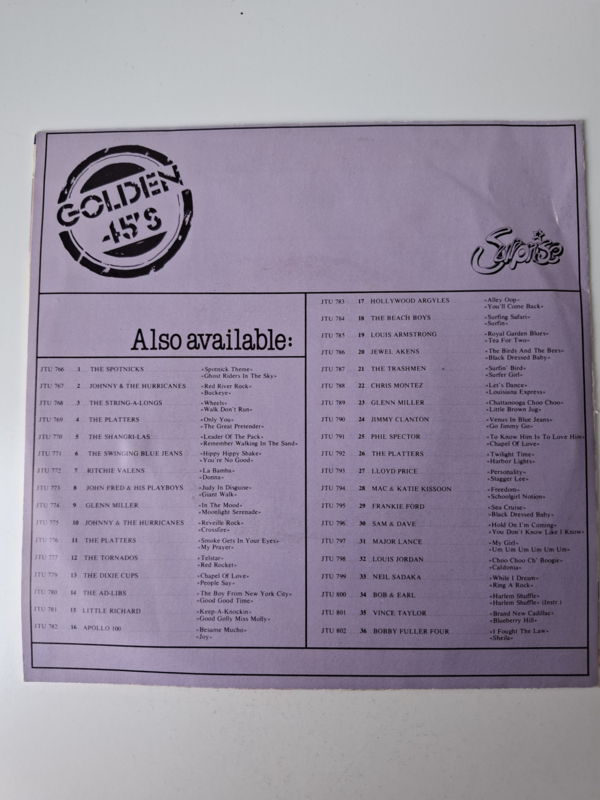 GOLDEN
45'S
Surprise
Also available:
JTU 766 1 THE SPOTNICKS «Spotnick Theme»
«Ghost Riders In The Sky»
JTU 767 2 JOHNNY & THE HURRICANES «Red River Rock»
«Buckeye»
JTU 768 3 THE STRING-A-LONGS «Wheels»
«Walk Don't Run»
JTU 769 4 THE PLATTERS «Only You»
«The Great Pretender»
JTU 770 5 THE SHANGRI-LAS «Leader Of The Pack»
«Remember Walking In The Sand»
JTU 771 6 THE SWINGING BLUE JEANS «Hippy Hippy Shake»
«You're No Good»
JTU 772 7 RITCHIE VALENS «La Bamba»
«Donna»
JTU 773 8 JOHN FRED & HIS PLAYBOYS «Judy In Disguise»
«Giant Walk»
JTU 774 9 GLENN MILLER «In The Mood»
«Moonlight Serenade»
JTU 775 10 JOHNNY & THE HURRICANES «Reveille Rock»
«Crossfire»
JTU 776 11 THE PLATTERS «Smoke Gets In Your Eyes»
«My Prayer»
JTU 777 12 THE TORNADOS «Telstar»
«Red Rocket»
JTU 779 13 THE DIXIE CUPS «Chapel Of Love»
«People Say»
JTU 780 14 THE AD-LIBS «The Boy From New York City»
«Good Good Time»
JTU 781 15 LITTLE RICHARD «Keep-A-Knockin»
«Good Golly Miss Molly»
JTU 782 16 APOLLO 100 «Besame Mucho»
«Joy»
JTU 783 17 HOLLYWOOD ARGYLES «Alley Oop»
«You'll Come Back»
JTU 784 18 THE BEACH BOYS «Surfing Safari»
«Surfin»
JTU 785 19 LOUIS ARMSTRONG «Royal Garden Blues»
«Tea For Two»
JTU 786 20 JEWEL AKENS «The Birds And The Bees»
«Black Dressed Baby»
JTU 787 21 THE TRASHMEN «Surfin' Bird»
«Surfer Girl»
JTU 788 22 CHRIS MONTEZ «Let's Dance»
«Louisiana Express»
JTU 789 23 GLENN MILLER «Chattanooga Choo Choo»
«Little Brown Jug»
JTU 790 24 JIMMY CLANTON «Venus In Blue Jeans»
«Go Jimmy Go»
JTU 791 25 PHIL SPECTOR «To Know Him Is To Love Him»
«Chapel Of Love»
JTU 792 26 THE PLATTERS «Twilight Time»
«Harbor Lights»
JTU 793 27 LLOYD PRICE «Personality»
«Stagger Lee»
JTU 794 28 MAC & KATIE KISSOON «Freedom»
«Schoolgirl Notion»
JTU 795 29 FRANKIE FORD «Sea Cruise»
«Black Dressed Baby»
JTU 796 30 SAM & DAVE «Hold On I'm Coming»
«You Don't Know Like I Know»
JTU 797 31 MAJOR LANCE «My Girl»
«Um Um Um Um Um Um»
JTU 798 32 LOUIS JORDAN «Choo Choo Ch' Boogie»
«Caldonia»
JTU 799 33 NEIL SADAKA «While I Dream»
«Ring A Rock»
JTU 800 34 BOB & EARL «Harlem Shuffle»
«Harlem Shuffle» (Instr.)
JTU 801 35 VINCE TAYLOR «Brand New Cadillac»
«Blueberry Hill»
JTU 802 36 BOBBY FULLER FOUR «I Fought The Law»
«Sheila»